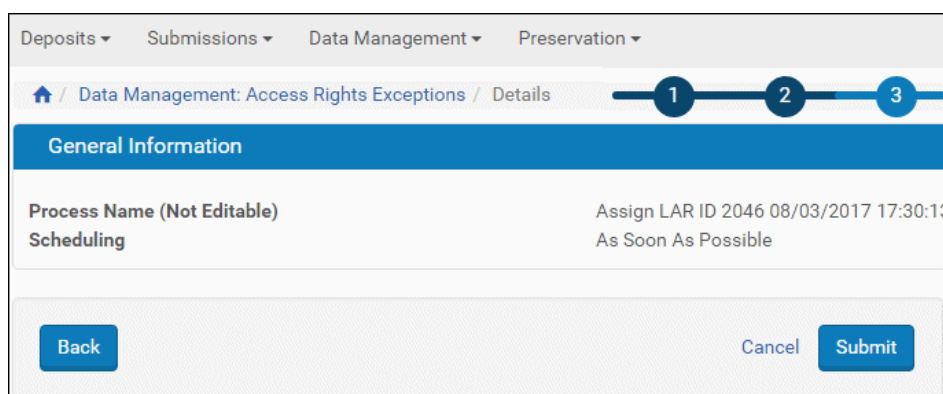 Deposits Submissions Data Management Preservation
/ Data Management: Access Rights Exceptions / Details 1 2 3
General Information
Process Name (Not Editable) Assign LAR ID 2046 08/03/2017 17:30:13
Scheduling As Soon As Possible
Back Cancel Submit